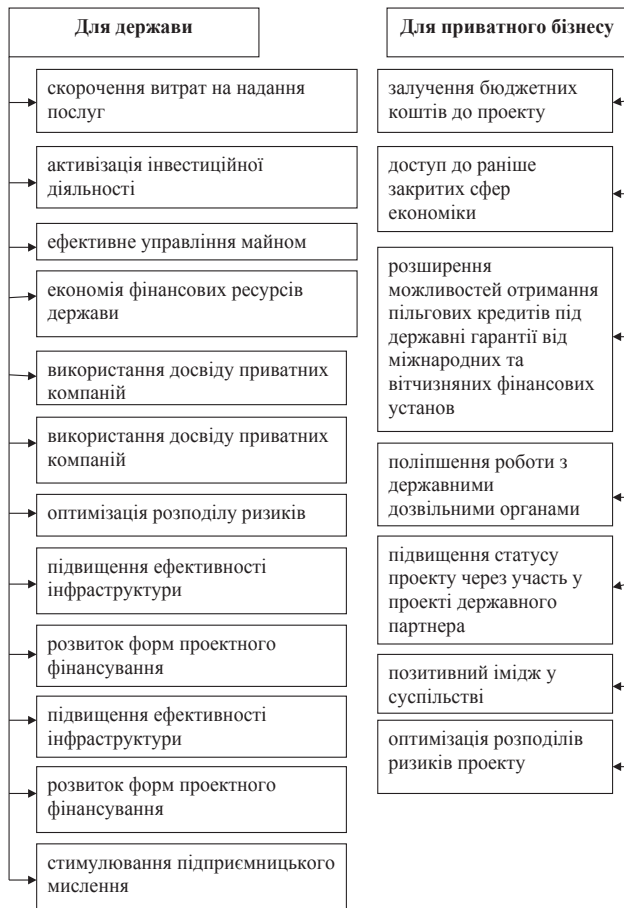 Для держави
скорочення витрат на надання
послуг
активізація інвестиційної
діяльності
ефективне управління майном
економія фінансових ресурсів
держави
використання досвіду приватних
компаній
використання досвіду приватних
компаній
оптимізація розподілу ризиків
підвищення ефективності
інфраструктури
розвиток форм проектного
фінансування
підвищення ефективності
інфраструктури
розвиток форм проектного
фінансування
стимулювання підприємницького
мислення
Для приватного бізнесу
залучення бюджетних
коштів до проекту
доступ до раніше
закритих сфер
економіки
розширення
можливостей отримання
пільгових кредитів під
державні гарантії від
міжнародних та
вітчизняних фінансових
установ
поліпшення роботи з
державними
дозвільними органами
підвищення статусу
проекту через участь у
проекті державного
партнера
позитивний імідж у
суспільстві
оптимізація розподілів
ризиків проекту